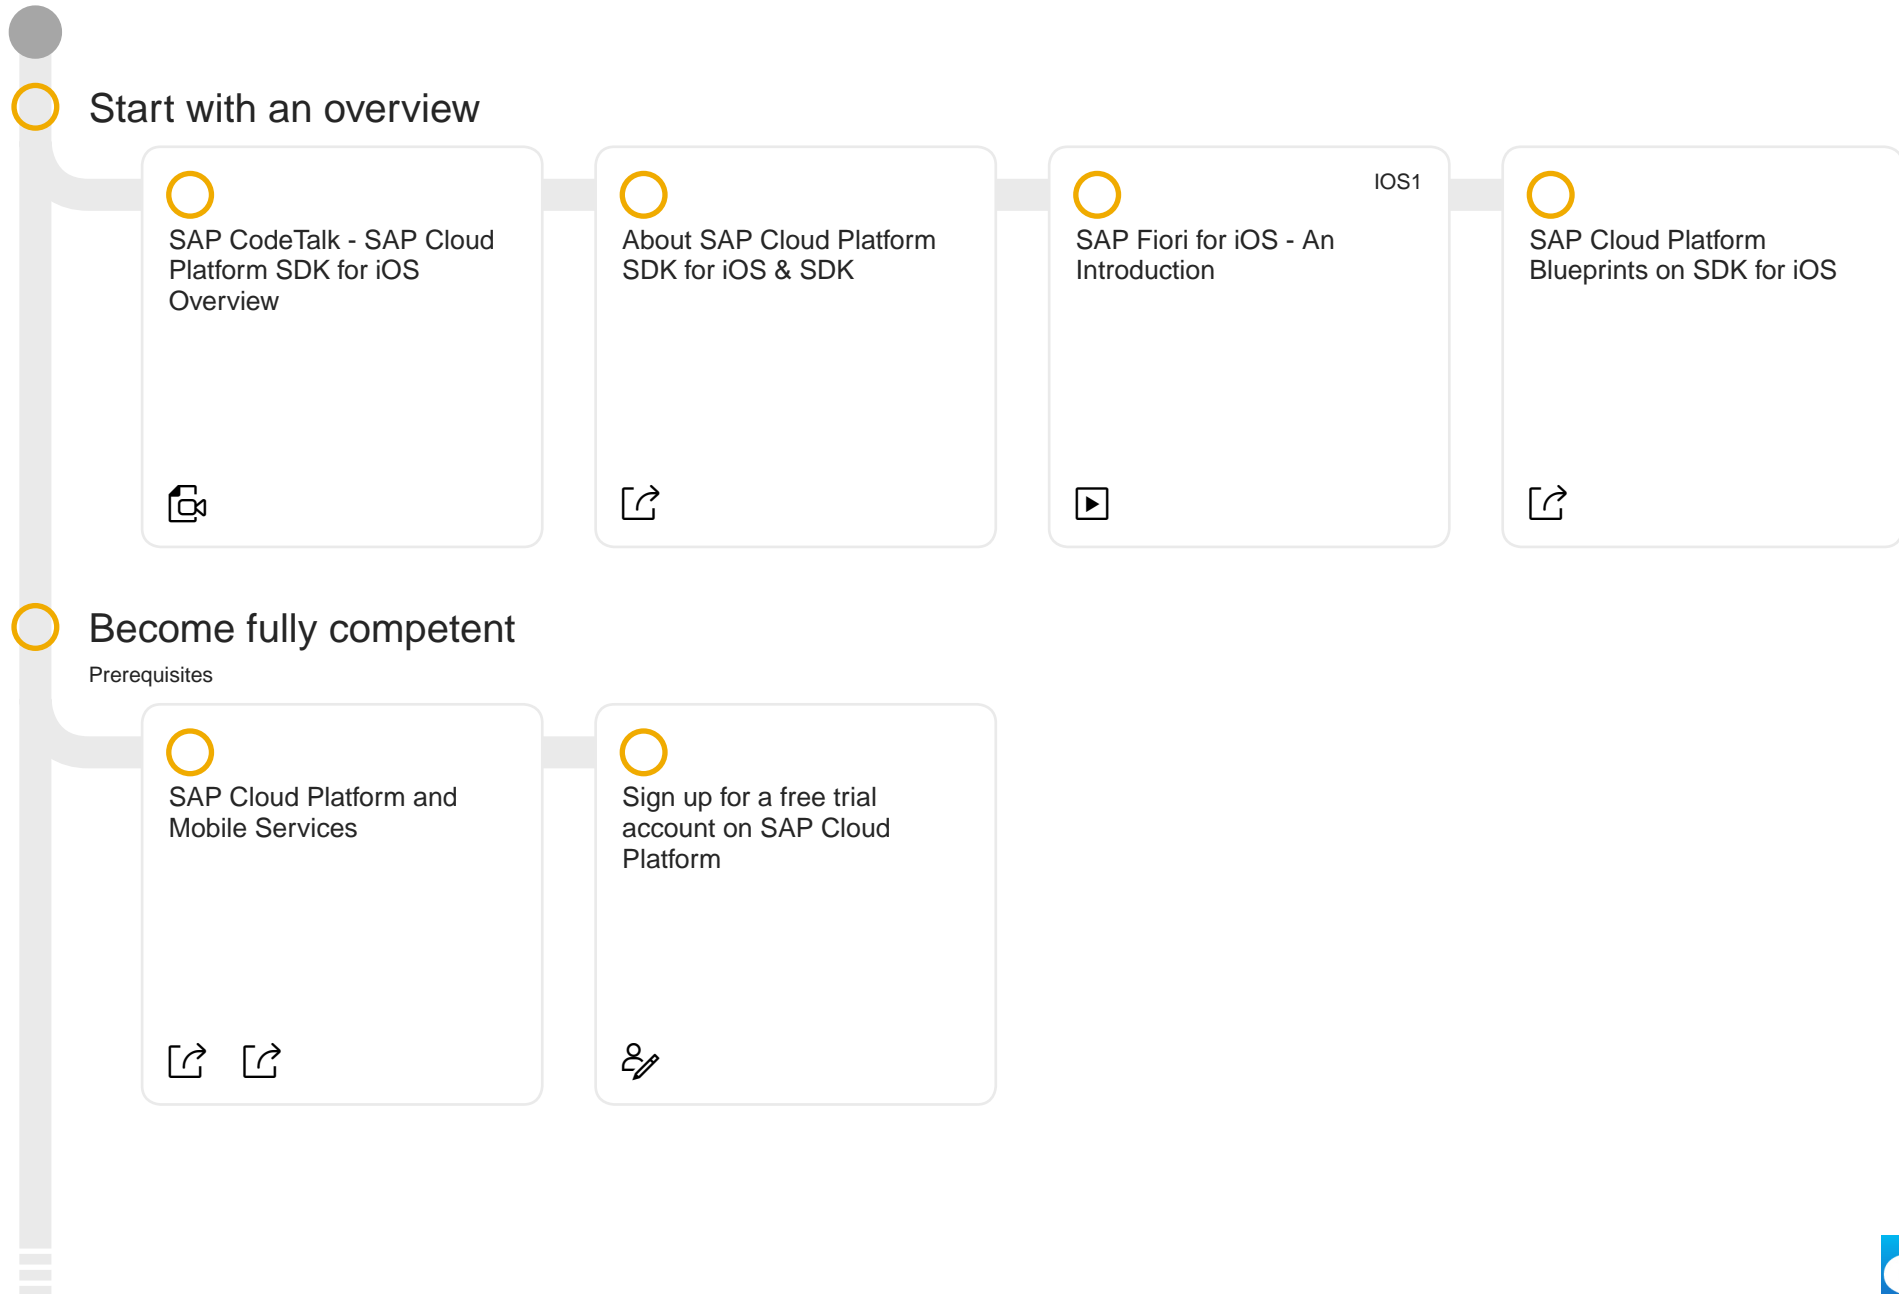 Start with an overview
SAP CodeTalk - SAP Cloud
Platform SDK for iOS
Overview
About SAP Cloud Platform
SDK for iOS & SDK
IOS1
SAP Fiori for iOS - An
Introduction
SAP Cloud Platform
Blueprints on SDK for iOS
Become fully competent
Prerequisites
SAP Cloud Platform and
Mobile Services
Sign up for a free trial
account on SAP Cloud
Platform